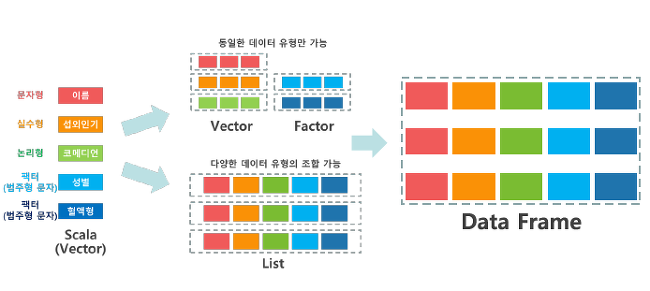 동일한 데이터 유형만 가능
문자형 이름
실수형 섭외인기
논리형 코메디언
팩터
(범주형 문자) 성별
팩터
(범주형 문자) 혈액형
Scala
(Vector)
Vector Factor
다양한 데이터 유형의 조합 가능
List
Data Frame